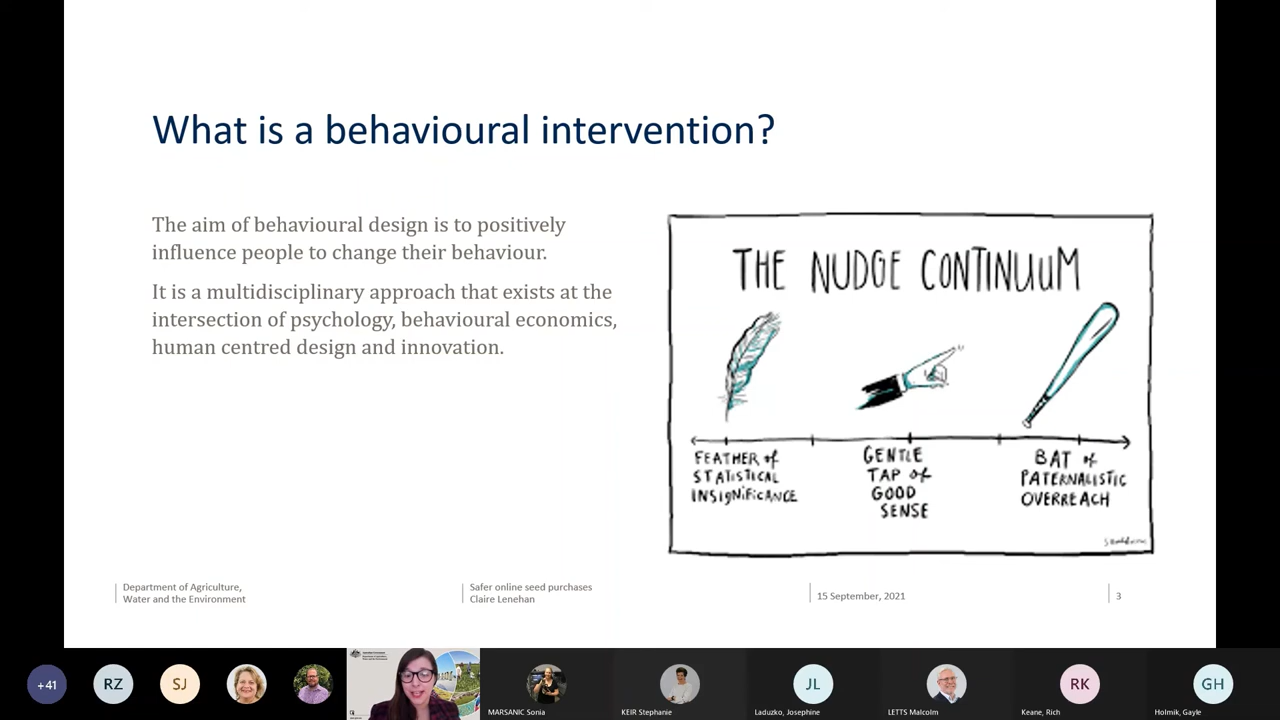 What is a behavioural intervention?
The aim of behavioural design is to positively
influence people to change their behaviour.
It is a multidisciplinary approach that exists at the
intersection of psychology, behavioural economics,
human centred design and innovation.
THE NUDGE CONTINUUM
FEATHER of
STATISTICAL
INSIGNIFICANCE
GENTLE
TAP of
GOOD
SENSE
BAT of
PATERNALISTIC
OVERREACH
Department of Agriculture,
Water and the Environment
Safer online seed purchases
Claire Lenehan
15 September, 2021
3
+41
RZ
SJ
MARSANIC Sonia
KEIR Stephanie
JL
Laduzko, Josephine
LETTS Malcolm
RK
Keane, Rich
GH
Holmik, Gayle